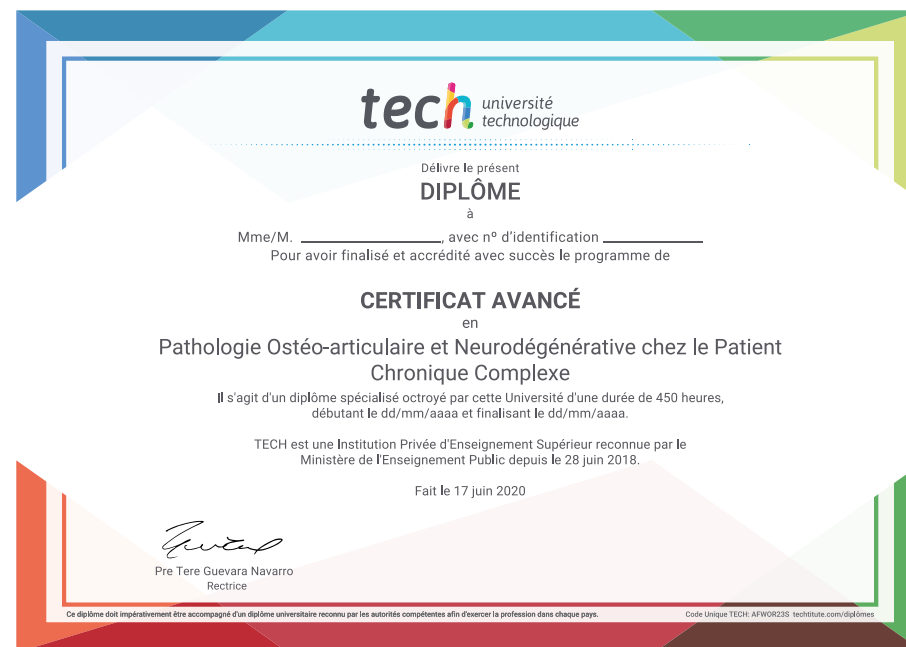 tech université
technologique
Délivre le présent
DIPLÔME
à
Mme/M. ____________________, avec nº d'identification ______________
Pour avoir finalisé et accrédité avec succès le programme de
CERTIFICAT AVANCÉ
en
Pathologie Ostéo-articulaire et Neurodégénérative chez le Patient
Chronique Complexe
Il s'agit d'un diplôme spécialisé octroyé par cette Université d'une durée de 450 heures,
débutant le dd/mm/aaaa et finalisant le dd/mm/aaaa.
TECH est une Institution Privée d'Enseignement Supérieur reconnue par le
Ministère de l'Enseignement Public depuis le 28 juin 2018.
Fait le 17 juin 2020
Pre Tere Guevara Navarro
Rectrice
Ce diplôme doit impérativement être accompagné d'un diplôme universitaire reconnu par les autorités compétentes afin d'exercer la profession dans chaque pays.
Code Unique TECH: AFWOR23S techtitute.com/diplômes